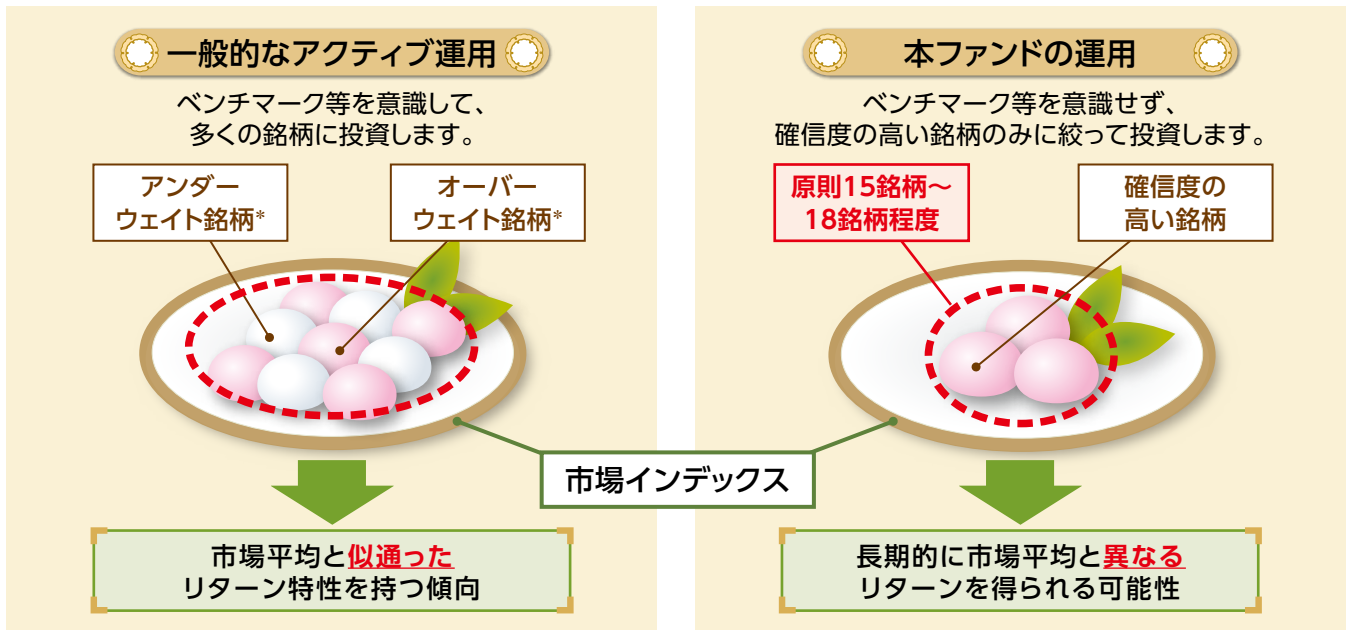 一般的なアクティブ運用
ベンチマーク等を意識して、
多くの銘柄に投資します。
アンダー
ウェイト銘柄*
オーバー
ウェイト銘柄*
市場平均と似通った
リターン特性を持つ傾向
本ファンドの運用
ベンチマーク等を意識せず、
確信度の高い銘柄のみに絞って投資します。
原則15銘柄～
18銘柄程度
確信度の
高い銘柄
市場インデックス
長期的に市場平均と異なる
リターンを得られる可能性